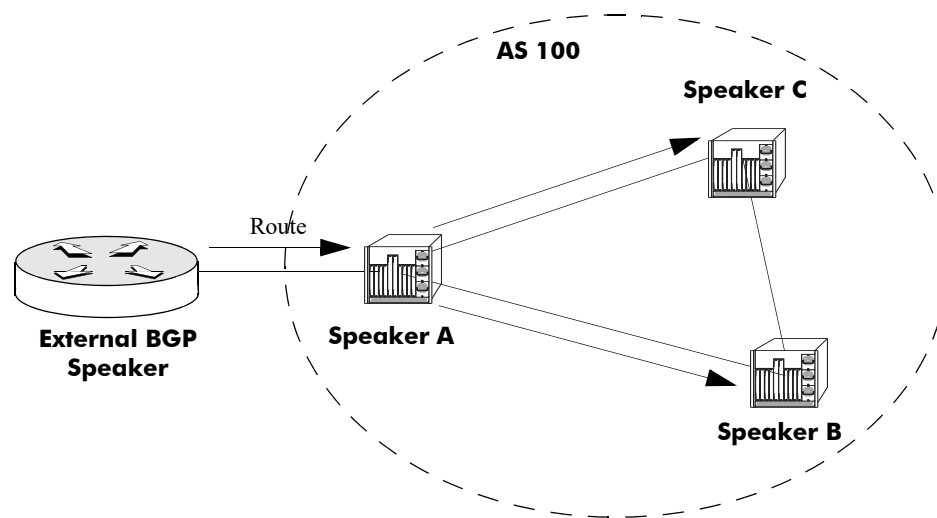 AS 100
Speaker C
Route
External BGP
Speaker
Speaker A
Speaker B